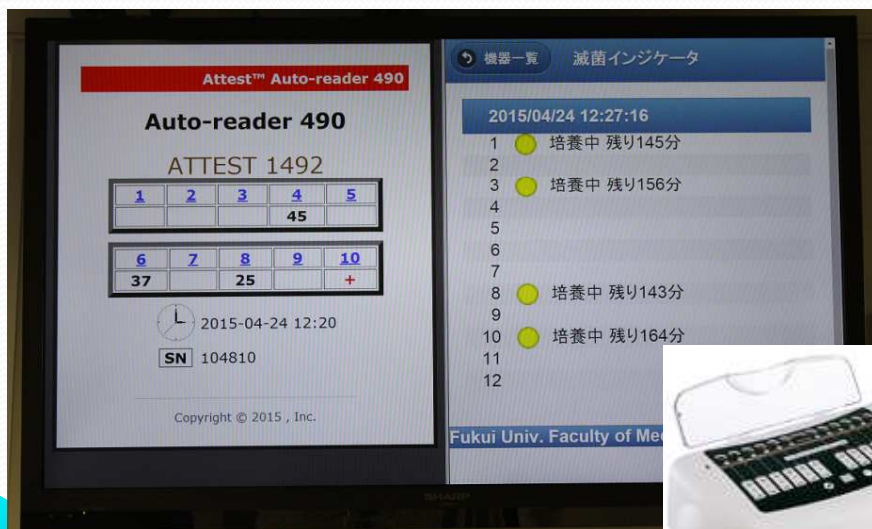 Attest™ Auto-reader 490
Auto-reader 490
ATTEST 1492
1 2 3 4 5
45
6 7 8 9 10
37 25 +
2015-04-24 12:20
SN 104810
Copyright © 2015 , Inc.
機器一覧 滅菌インジケータ
2015/04/24 12:27:16
1 培養中 残り145分
2
3 培養中 残り156分
4
5
6
7
8 培養中 残り143分
9
10 培養中 残り164分
11
12
Fukui Univ. Faculty of Me
SHARP